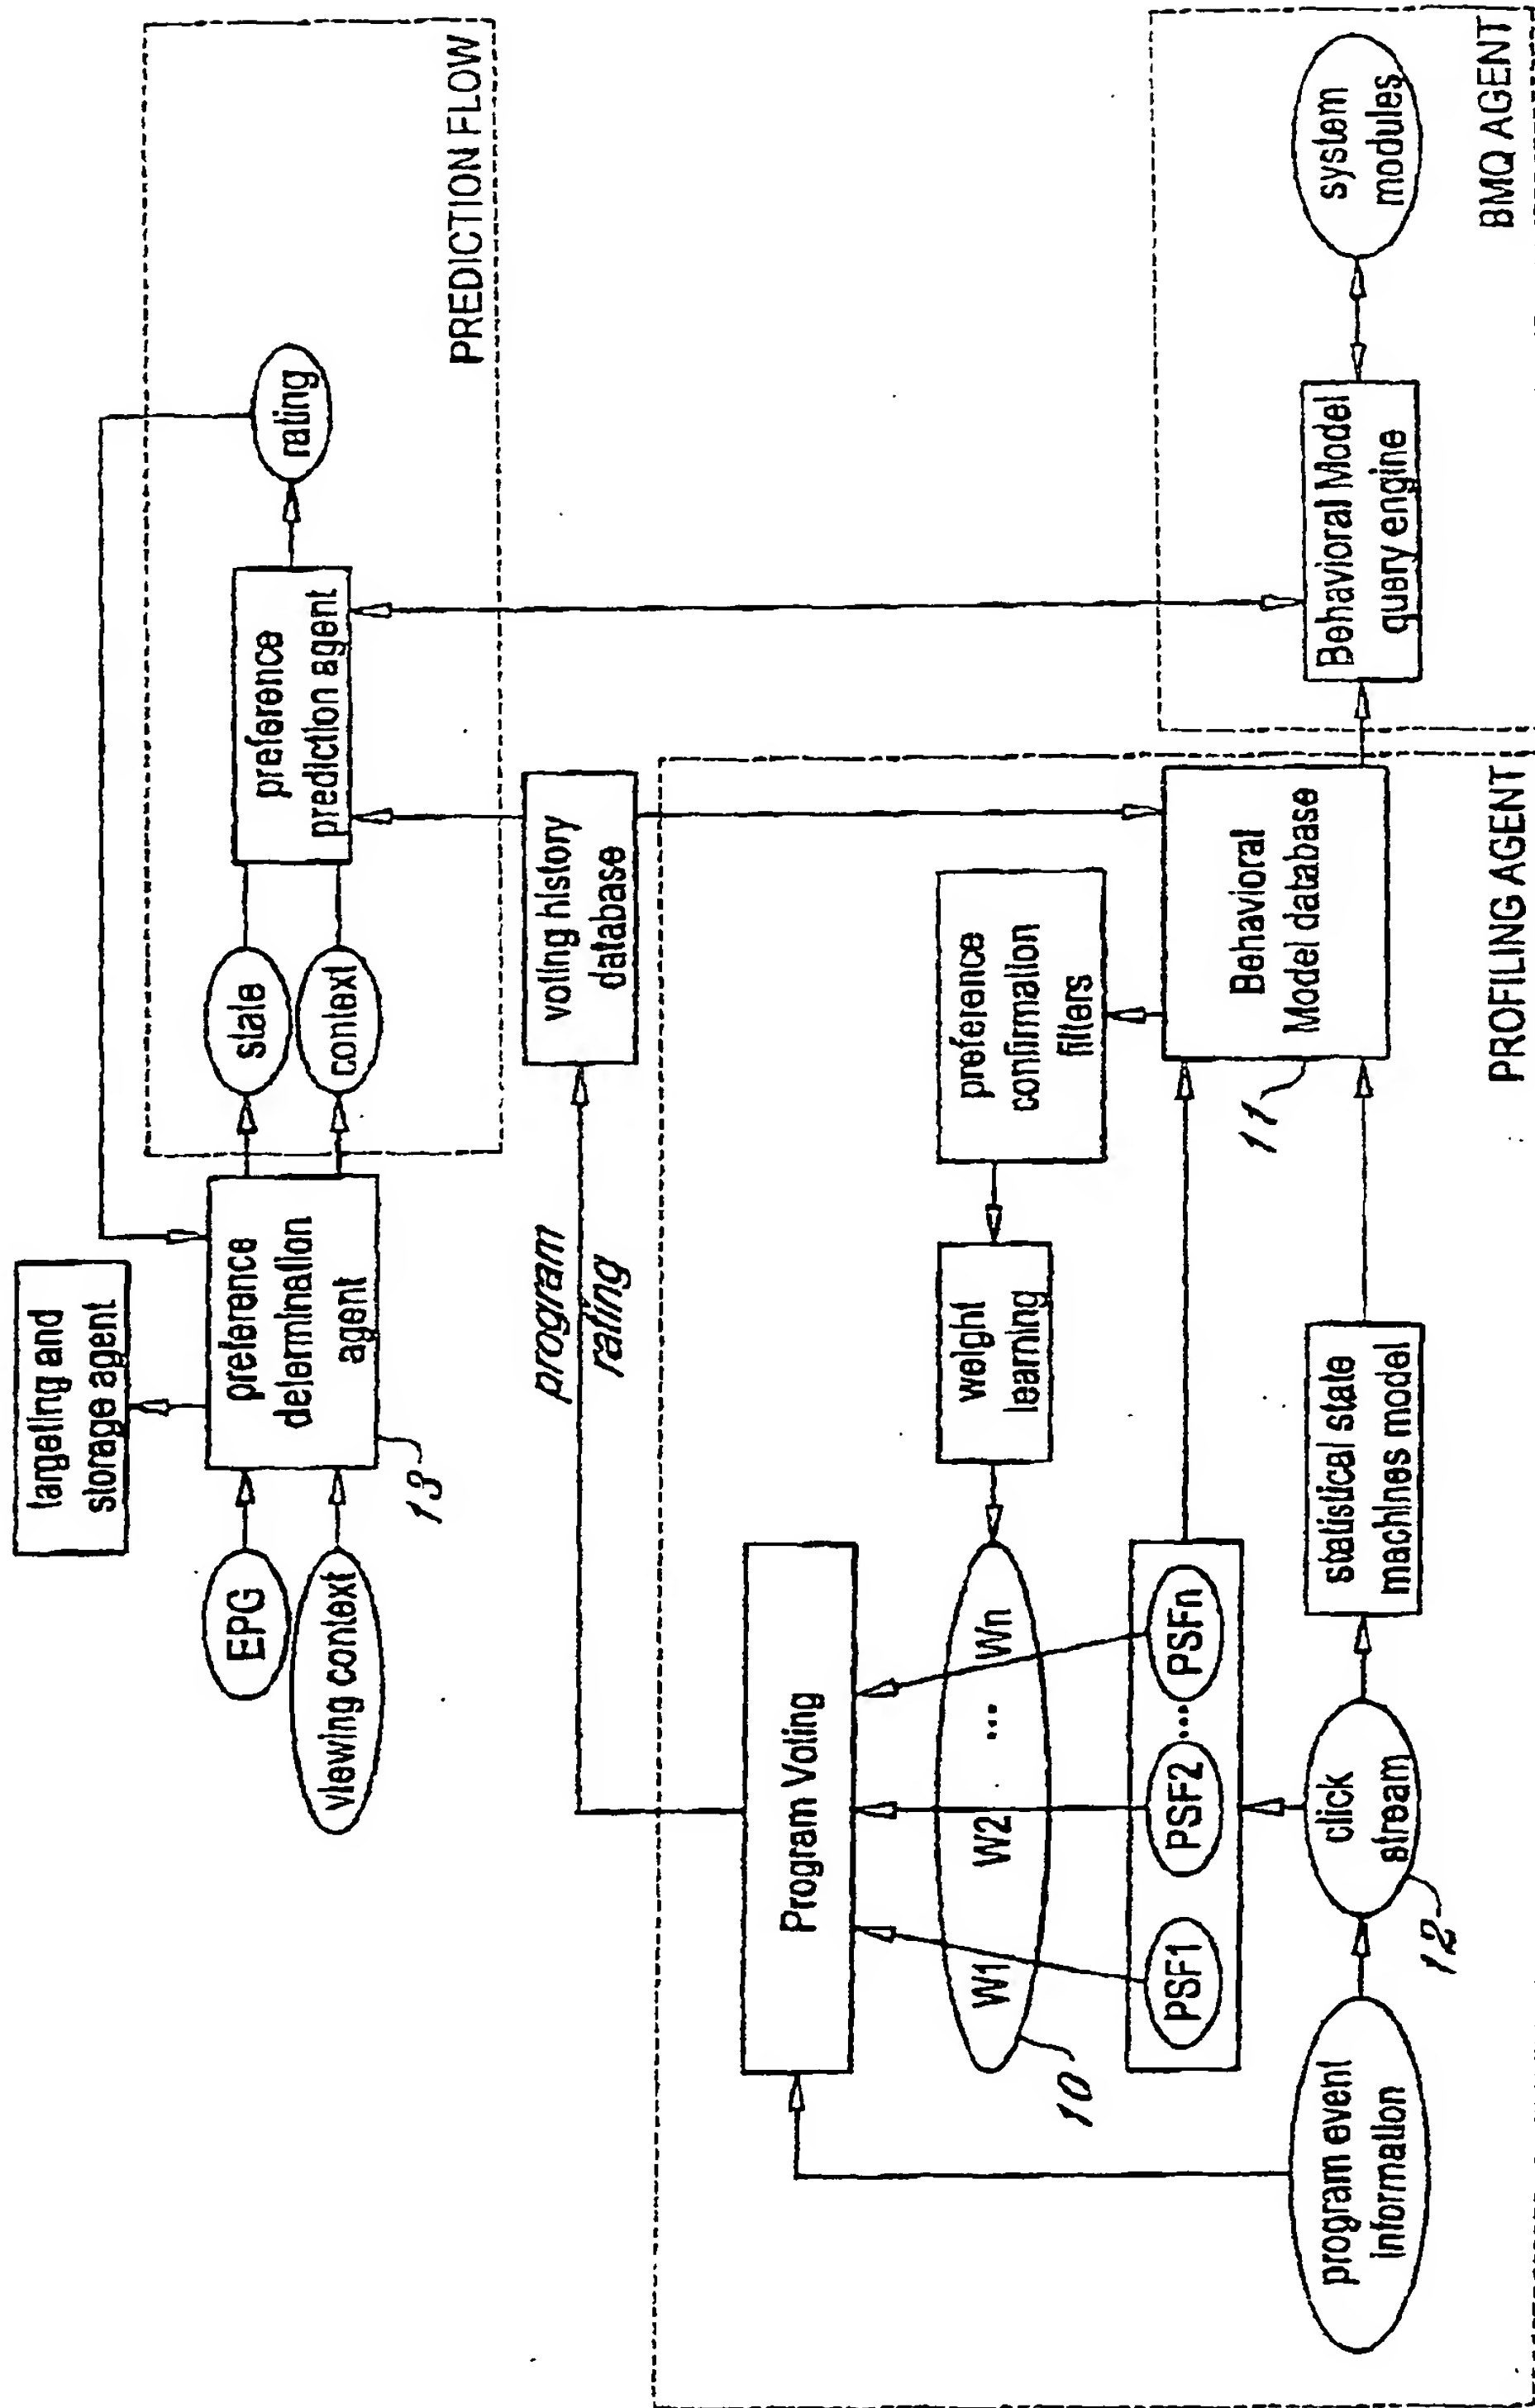 targeting and
storage agent
EPG
viewing context
preference
determination
agent
13
state
context
preference
prediction agent
rating
PREDICTION FLOW
program
rating
voting history
database
Program Voting
W1 W2 ... Wn
10
weight
learning
preference
confirmation
filters
PSF1 PSF2 ... PSFn
program event
information
click
stream
12
statistical state
machines model
Behavioral
Model database
11
PROFILING AGENT
Behavioral Model
query engine
system
modules
BMQ AGENT